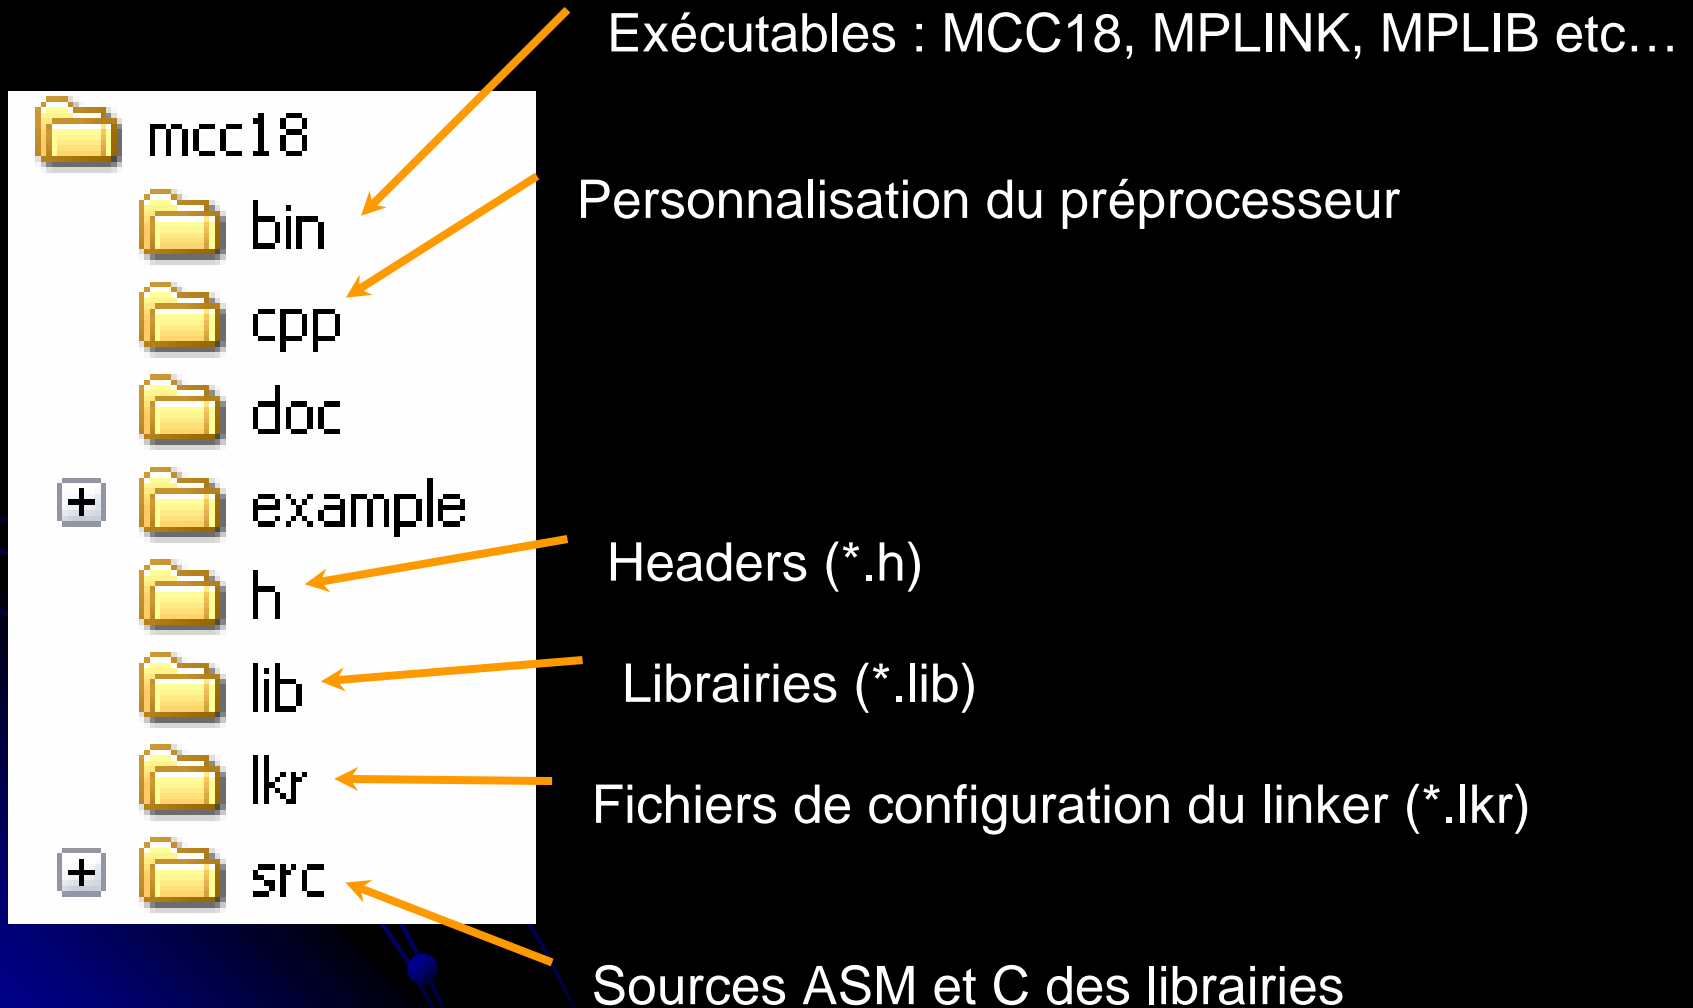 Exécutables : MCC18, MPLINK, MPLIB etc…
mcc18
bin
Personnalisation du préprocesseur
cpp
doc
example
Headers (*.h)
h
lib
Librairies (*.lib)
lkr
Fichiers de configuration du linker (*.lkr)
src
Sources ASM et C des librairies